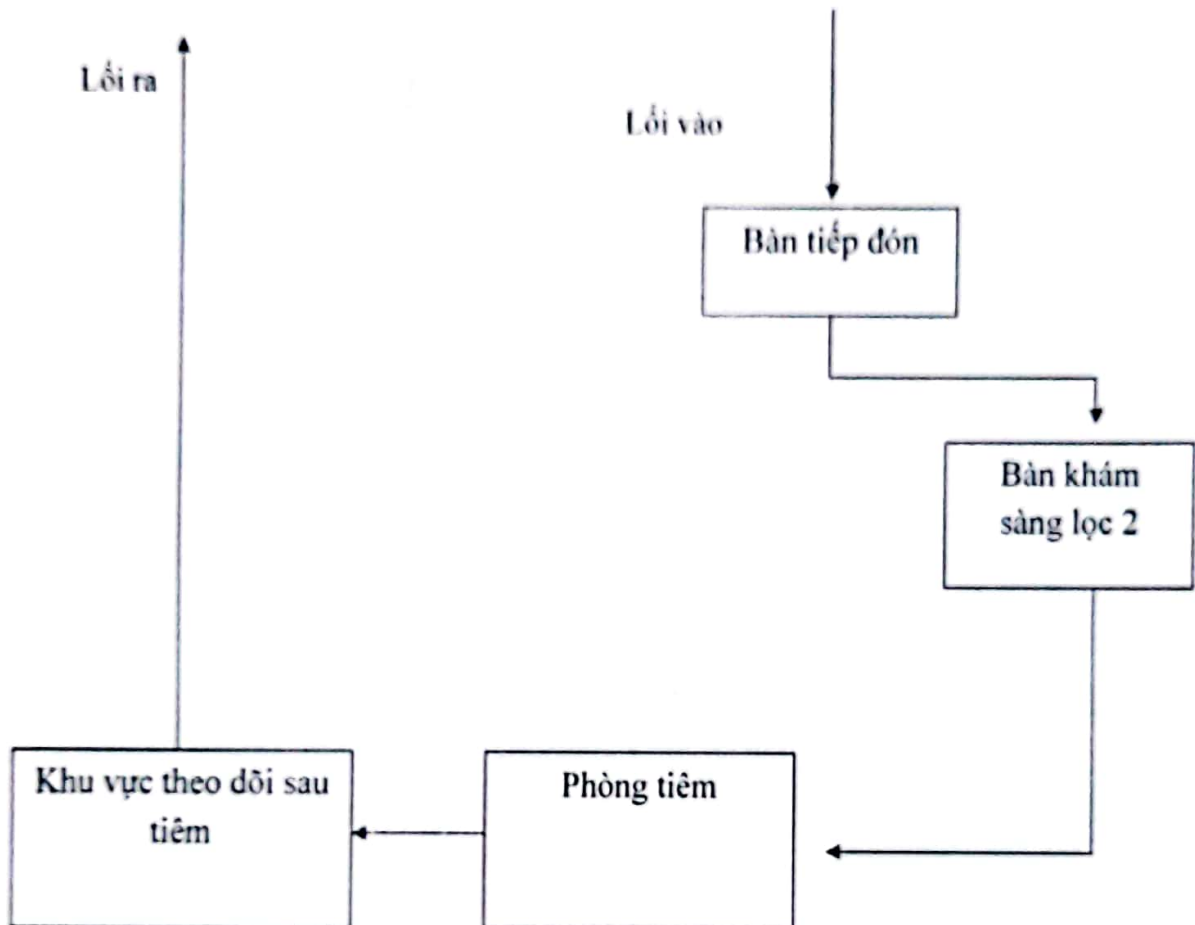 Lối ra
Lối vào
Bàn tiếp đón
Bàn khám
sàng lọc 2
Khu vực theo dõi sau
tiêm
Phòng tiêm